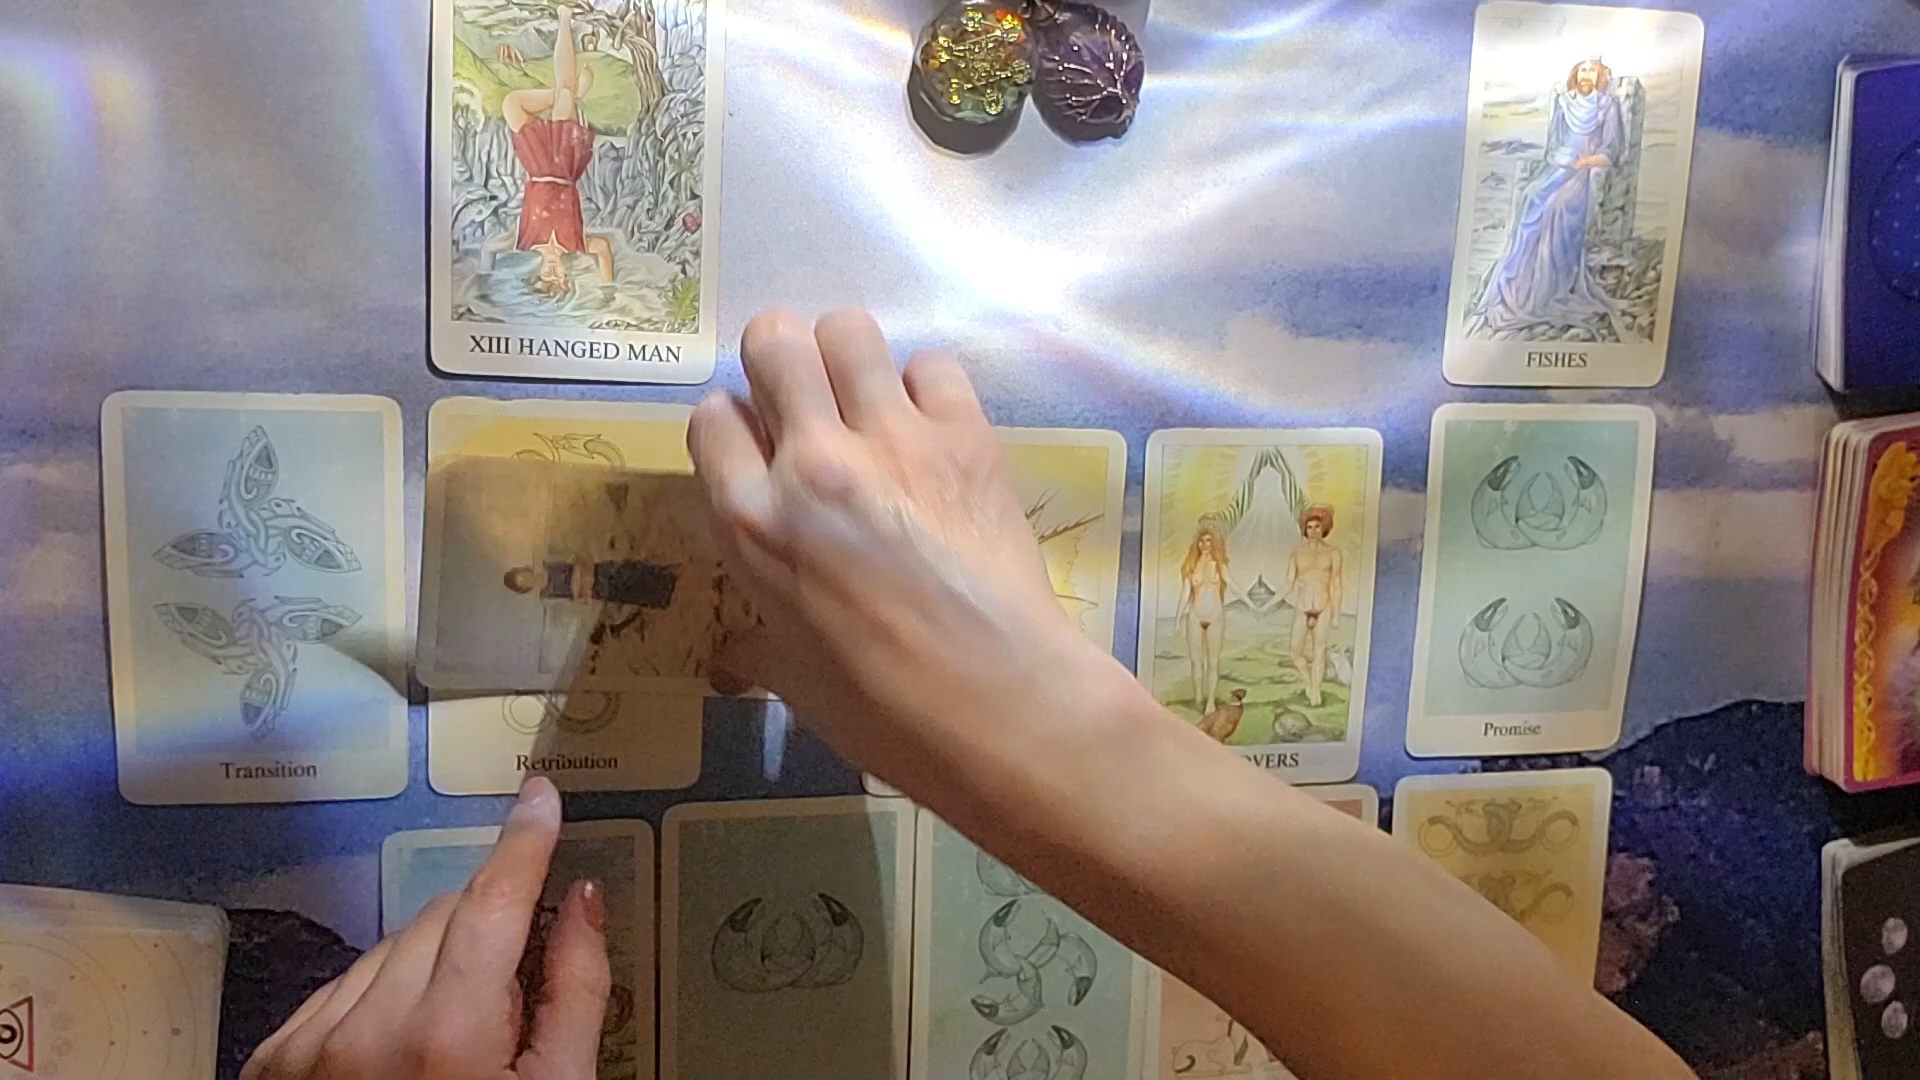 XIII HANGED MAN
FISHES
Transition
Retribution
OVERS
Promise